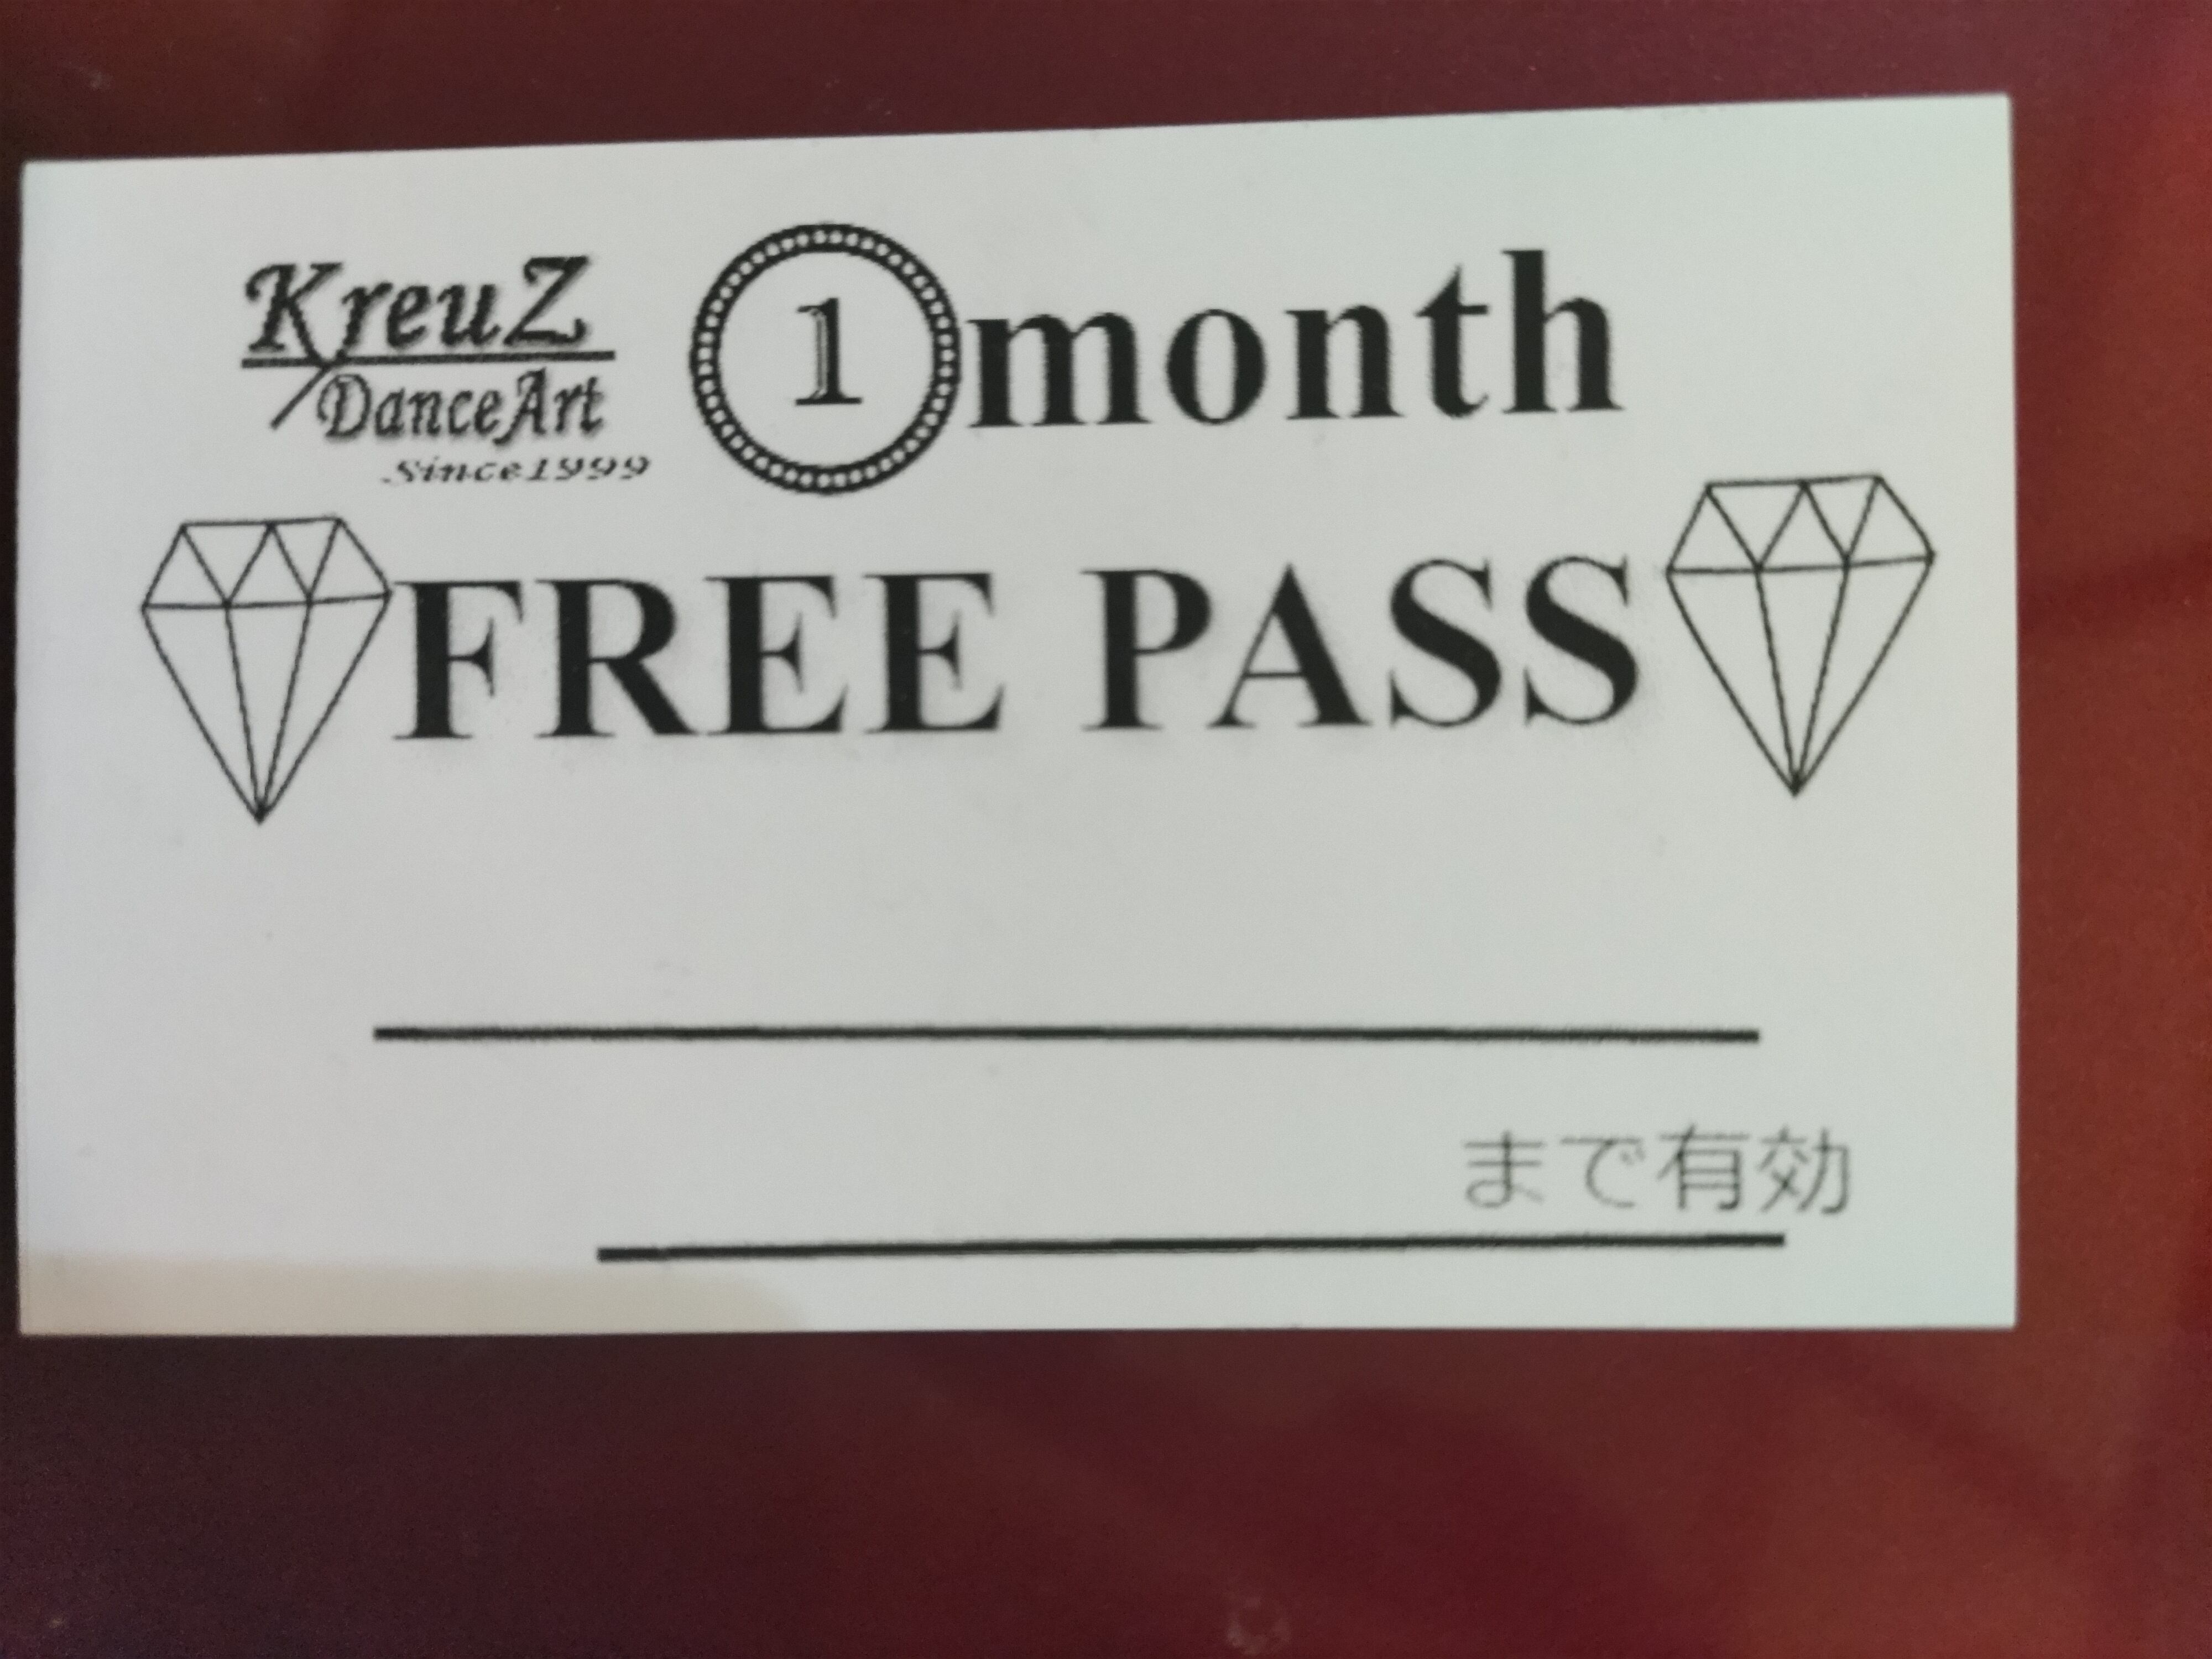 KreuZ
DanceArt
Since1999
1 month
FREE PASS
まで有効